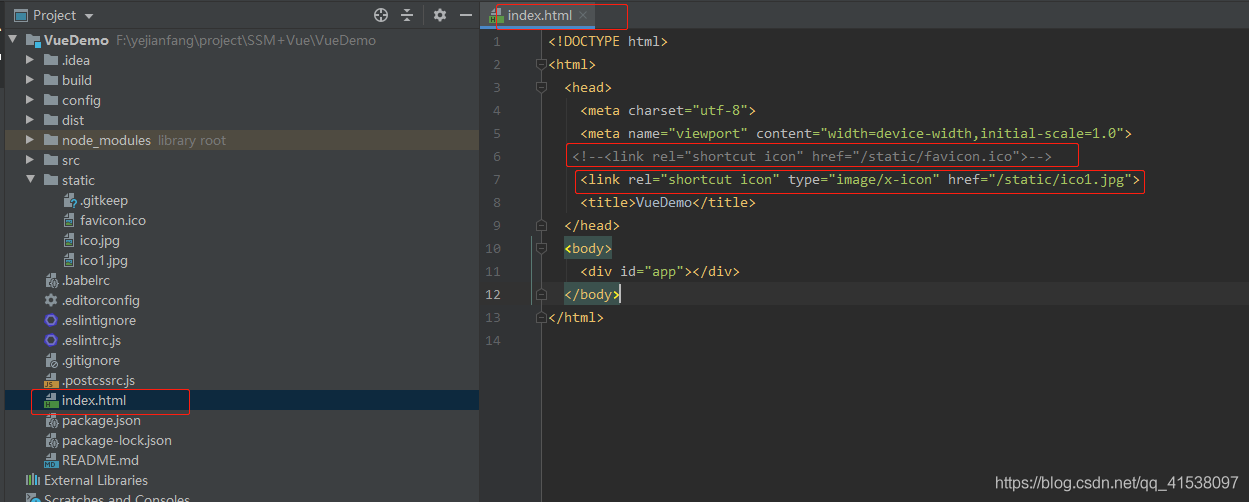 Project
VueDemo F:\yejianfang\project\SSM+Vue\VueDemo
.idea
build
config
dist
node_modules library root
src
static
.gitkeep
favicon.ico
ico.jpg
ico1.jpg
.babelrc
.editorconfig
.eslintignore
.eslintrc.js
.gitignore
.postcssrc.js
index.html
package.json
package-lock.json
README.md
External Libraries
Scratches and Consoles
index.html
1 <!DOCTYPE html>
2 <html>
3 <head>
4 <meta charset="utf-8">
5 <meta name="viewport" content="width=device-width,initial-scale=1.0">
6 <!--<link rel="shortcut icon" href="/static/favicon.ico">-->
7 <link rel="shortcut icon" type="image/x-icon" href="/static/ico1.jpg">
8 <title>VueDemo</title>
9 </head>
10 <body>
11 <div id="app"></div>
12 </body>
13 </html>
14
https://blog.csdn.net/qq_41538097